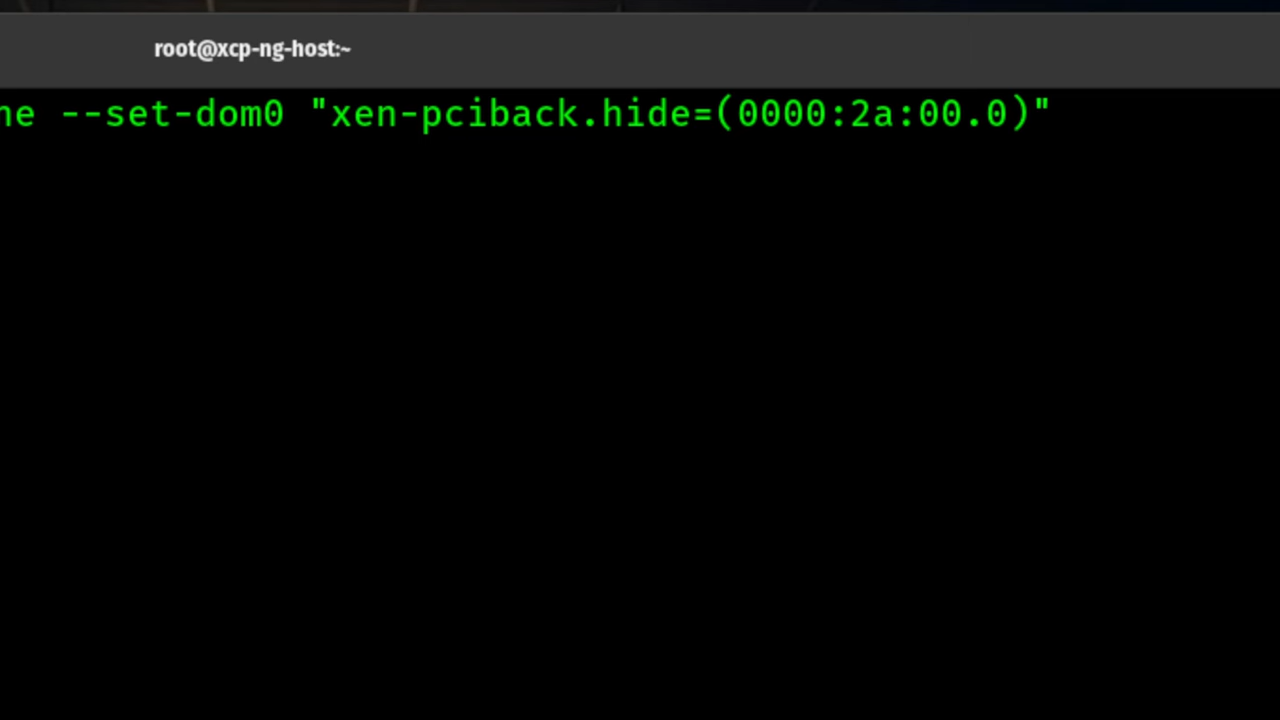 root@xcp-ng-host:~
ne --set-dom0 "xen-pciback.hide=(0000:2a:00.0)"